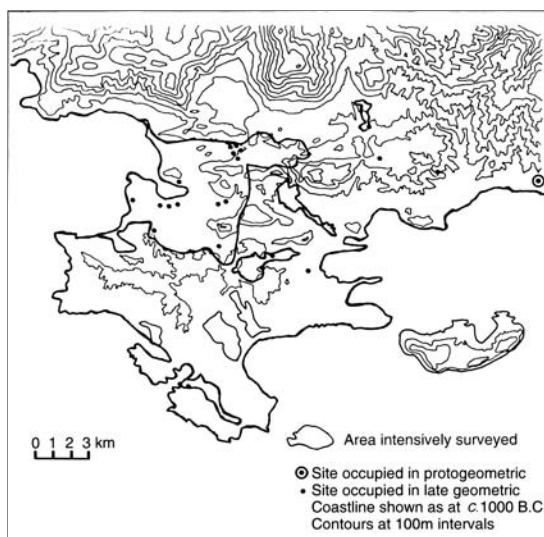 0 1 2 3 km
Area intensively surveyed
Site occupied in protogeometric
Site occupied in late geometric
Coastline shown as at c.1000 B.C
Contours at 100m intervals